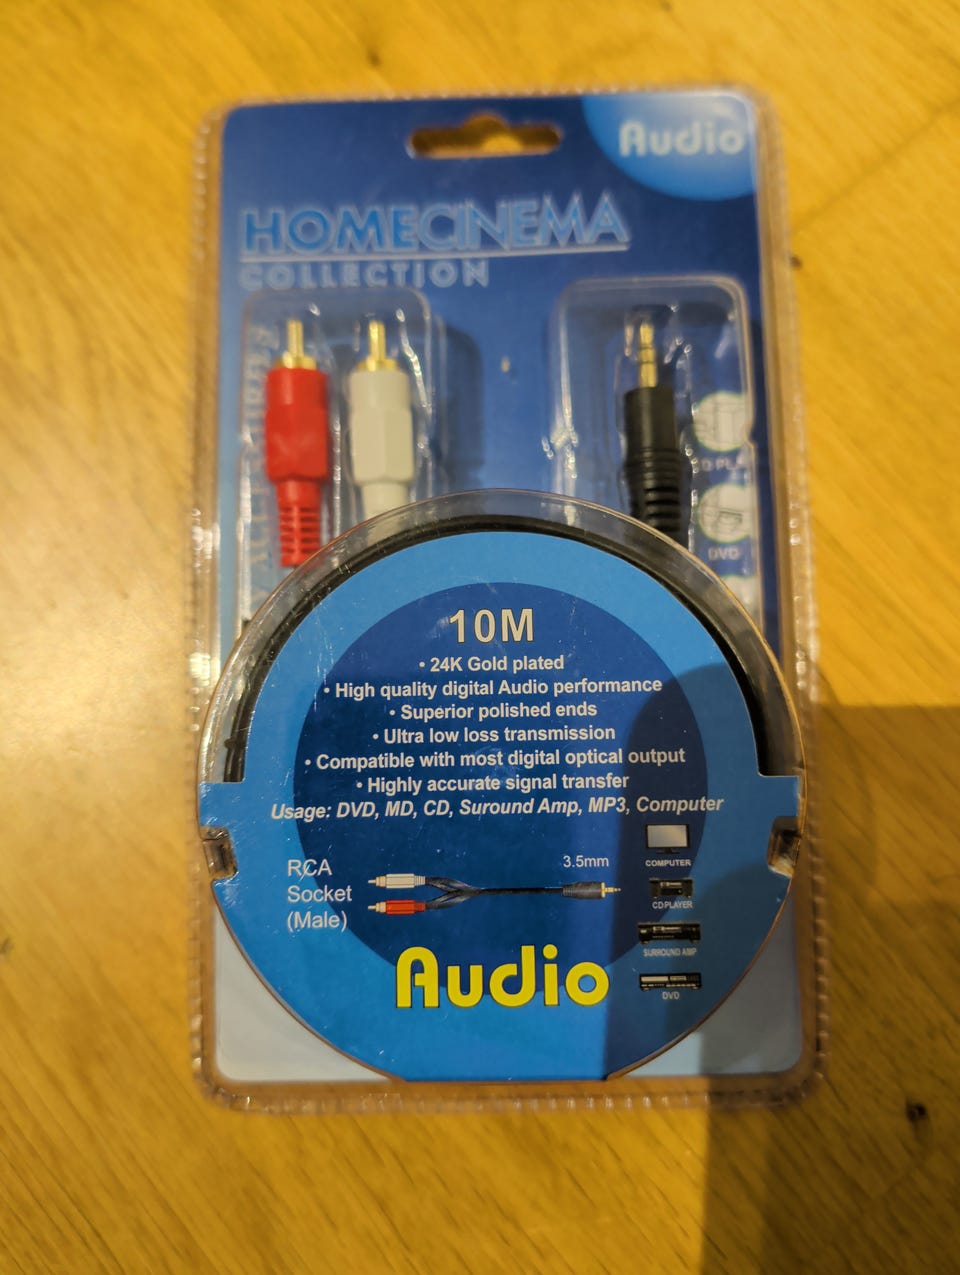 Audio
HOMECINEMA
COLLECTION
DVD
10M
• 24K Gold plated
• High quality digital Audio performance
• Superior polished ends
• Ultra low loss transmission
• Compatible with most digital optical output
• Highly accurate signal transfer
Usage: DVD, MD, CD, Suround Amp, MP3, Computer
RCA
Socket
(Male)
3.5mm
COMPUTER
CD PLAYER
SURROUND AMP
DVD
Audio